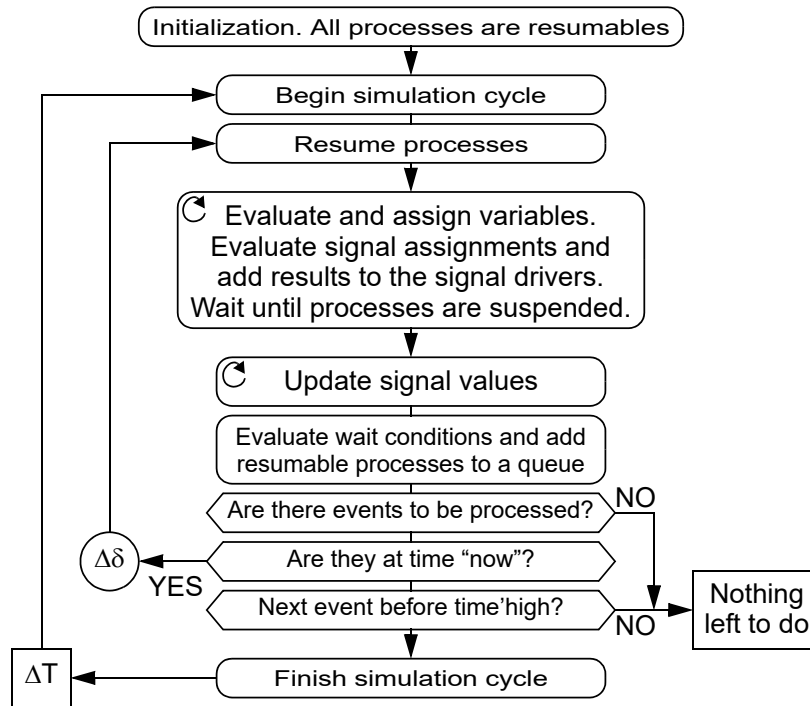 Initialization. All processes are resumables
Begin simulation cycle
Resume processes
Evaluate and assign variables.
Evaluate signal assignments and
add results to the signal drivers.
Wait until processes are suspended.
Update signal values
Evaluate wait conditions and add
resumable processes to a queue
Are there events to be processed?
NO
Are they at time “now”?
Δδ
YES
Next event before time’high?
NO
Nothing
left to do
Finish simulation cycle
ΔT